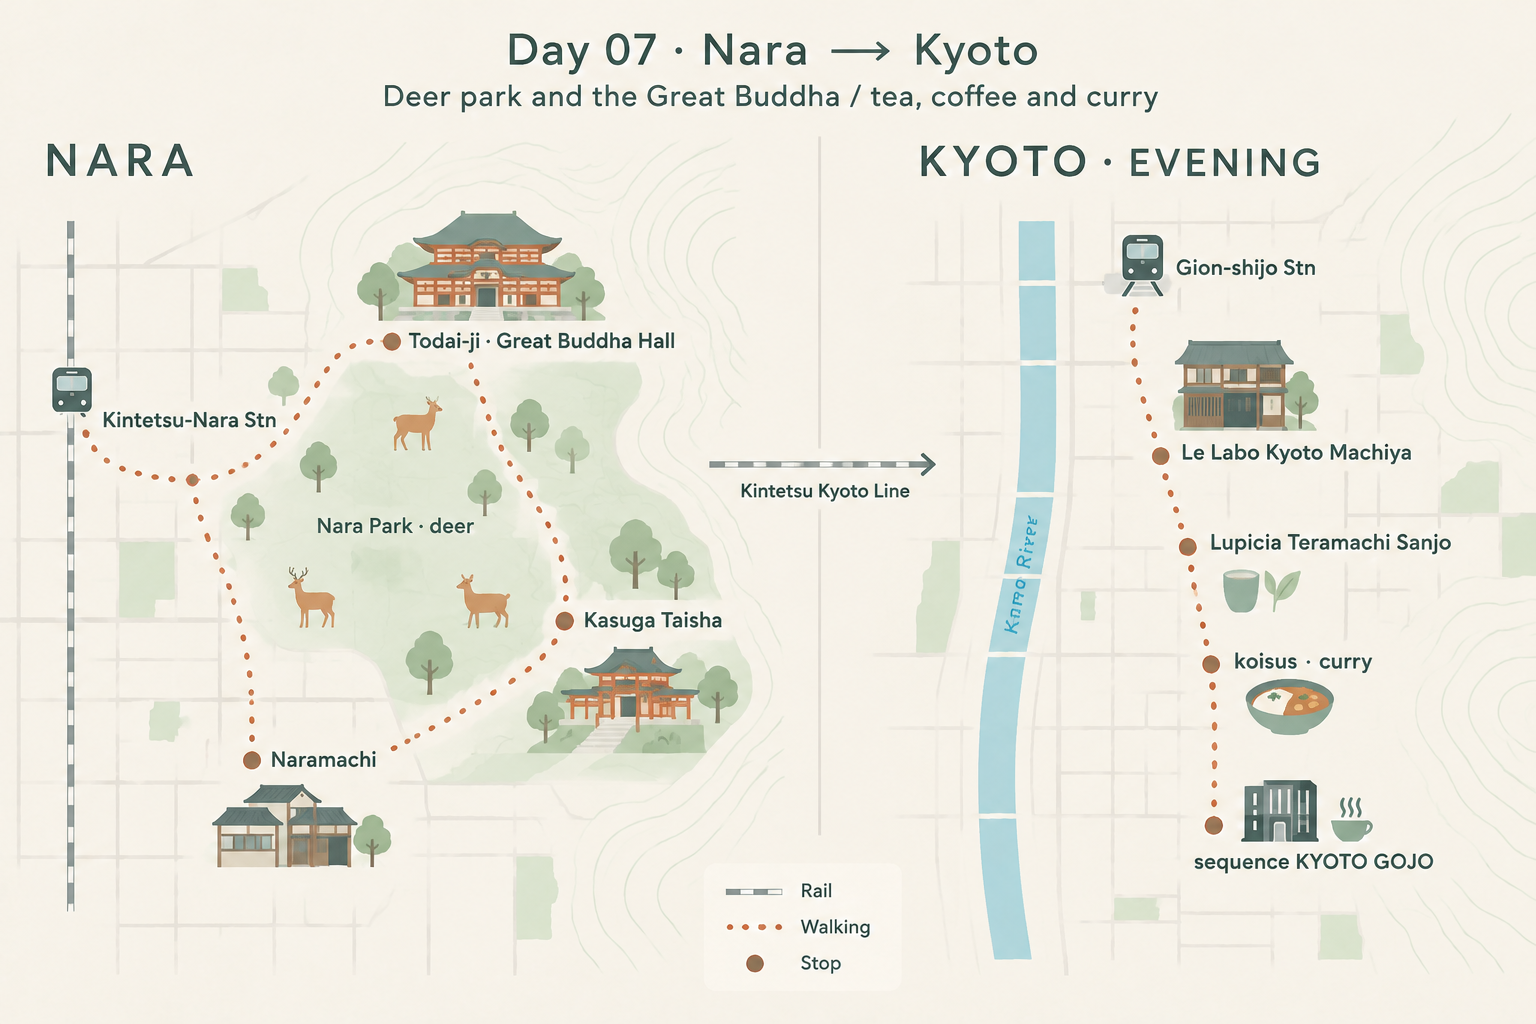 Day 07 · Nara → Kyoto
Deer park and the Great Buddha / tea, coffee and curry
NARA
Todai-ji · Great Buddha Hall
Kintetsu-Nara Stn
Nara Park · deer
Kasuga Taisha
Naramachi
Kintetsu Kyoto Line
KYOTO · EVENING
Gion-shijo Stn
Le Labo Kyoto Machiya
Lupicia Teramachi Sanjo
River
koisus · curry
sequence KYOTO GOJO
Rail
Walking
Stop